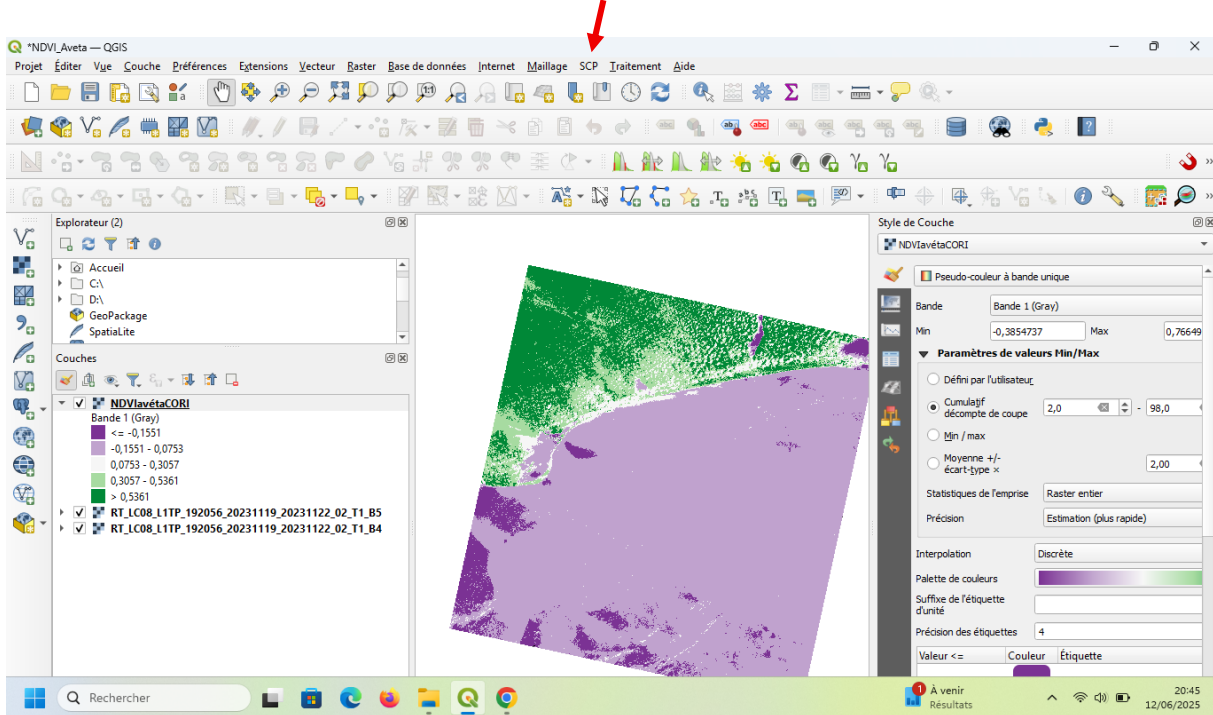 *NDVI_Aveta — QGIS
Projet Éditer Vue Couche Préférences Extensions Vecteur Raster Base de données Internet Maillage SCP Traitement Aide
Explorateur (2)
Accueil
C:\
D:\
GeoPackage
SpatiaLite
Couches
NDVIavétaCORI
Bande 1 (Gray)
<= -0,1551
-0,1551 - 0,0753
0,0753 - 0,3057
0,3057 - 0,5361
> 0,5361
RT_LC08_L1TP_192056_20231119_20231122_02_T1_B5
RT_LC08_L1TP_192056_20231119_20231122_02_T1_B4
Style de Couche
NDVIavétaCORI
Pseudo-couleur à bande unique
Bande Bande 1 (Gray)
Min -0,3854737 Max 0,76649
Paramètres de valeurs Min/Max
Défini par l'utilisateur
Cumulatif
décompte de coupe 2,0 - 98,0
Min / max
Moyenne +/-
écart-type × 2,00
Statistiques de l'emprise Raster entier
Précision Estimation (plus rapide)
Interpolation Discrète
Palette de couleurs
Suffixe de l'étiquette
d'unité
Précision des étiquettes 4
Valeur <= Couleur Étiquette
Rechercher
1
À venir
Résultats
20:45
12/06/2025